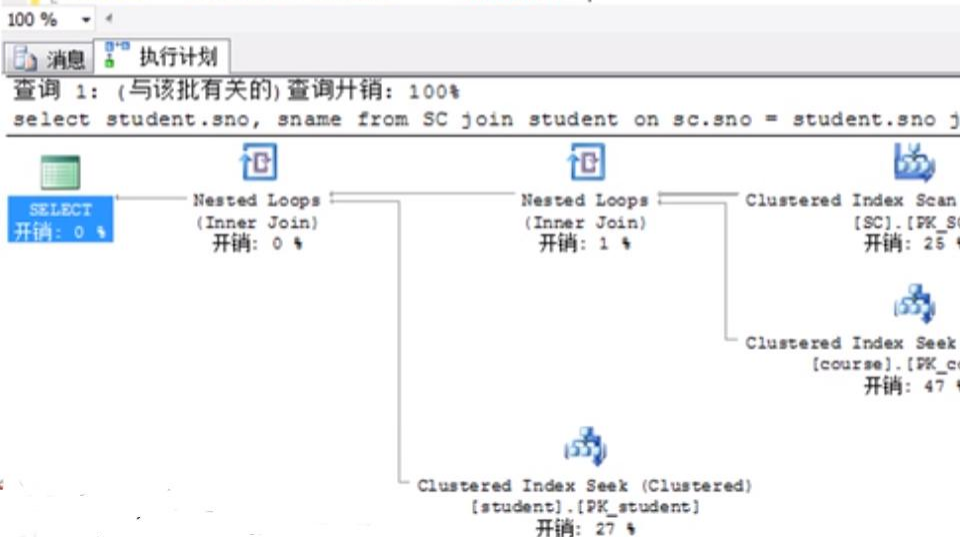 100 %
消息 执行计划
查询 1: (与该批有关的)查询开销: 100%
select student.sno, sname from SC join student on sc.sno = student.sno j
SELECT
开销: 0 %
Nested Loops
(Inner Join)
开销: 0 %
Nested Loops
(Inner Join)
开销: 1 %
Clustered Index Scan
[SC].[PK_SC
开销: 25
Clustered Index Seek
[course].[PK_co
开销: 47 %
Clustered Index Seek (Clustered)
[student].[PK_student]
开销: 27 %